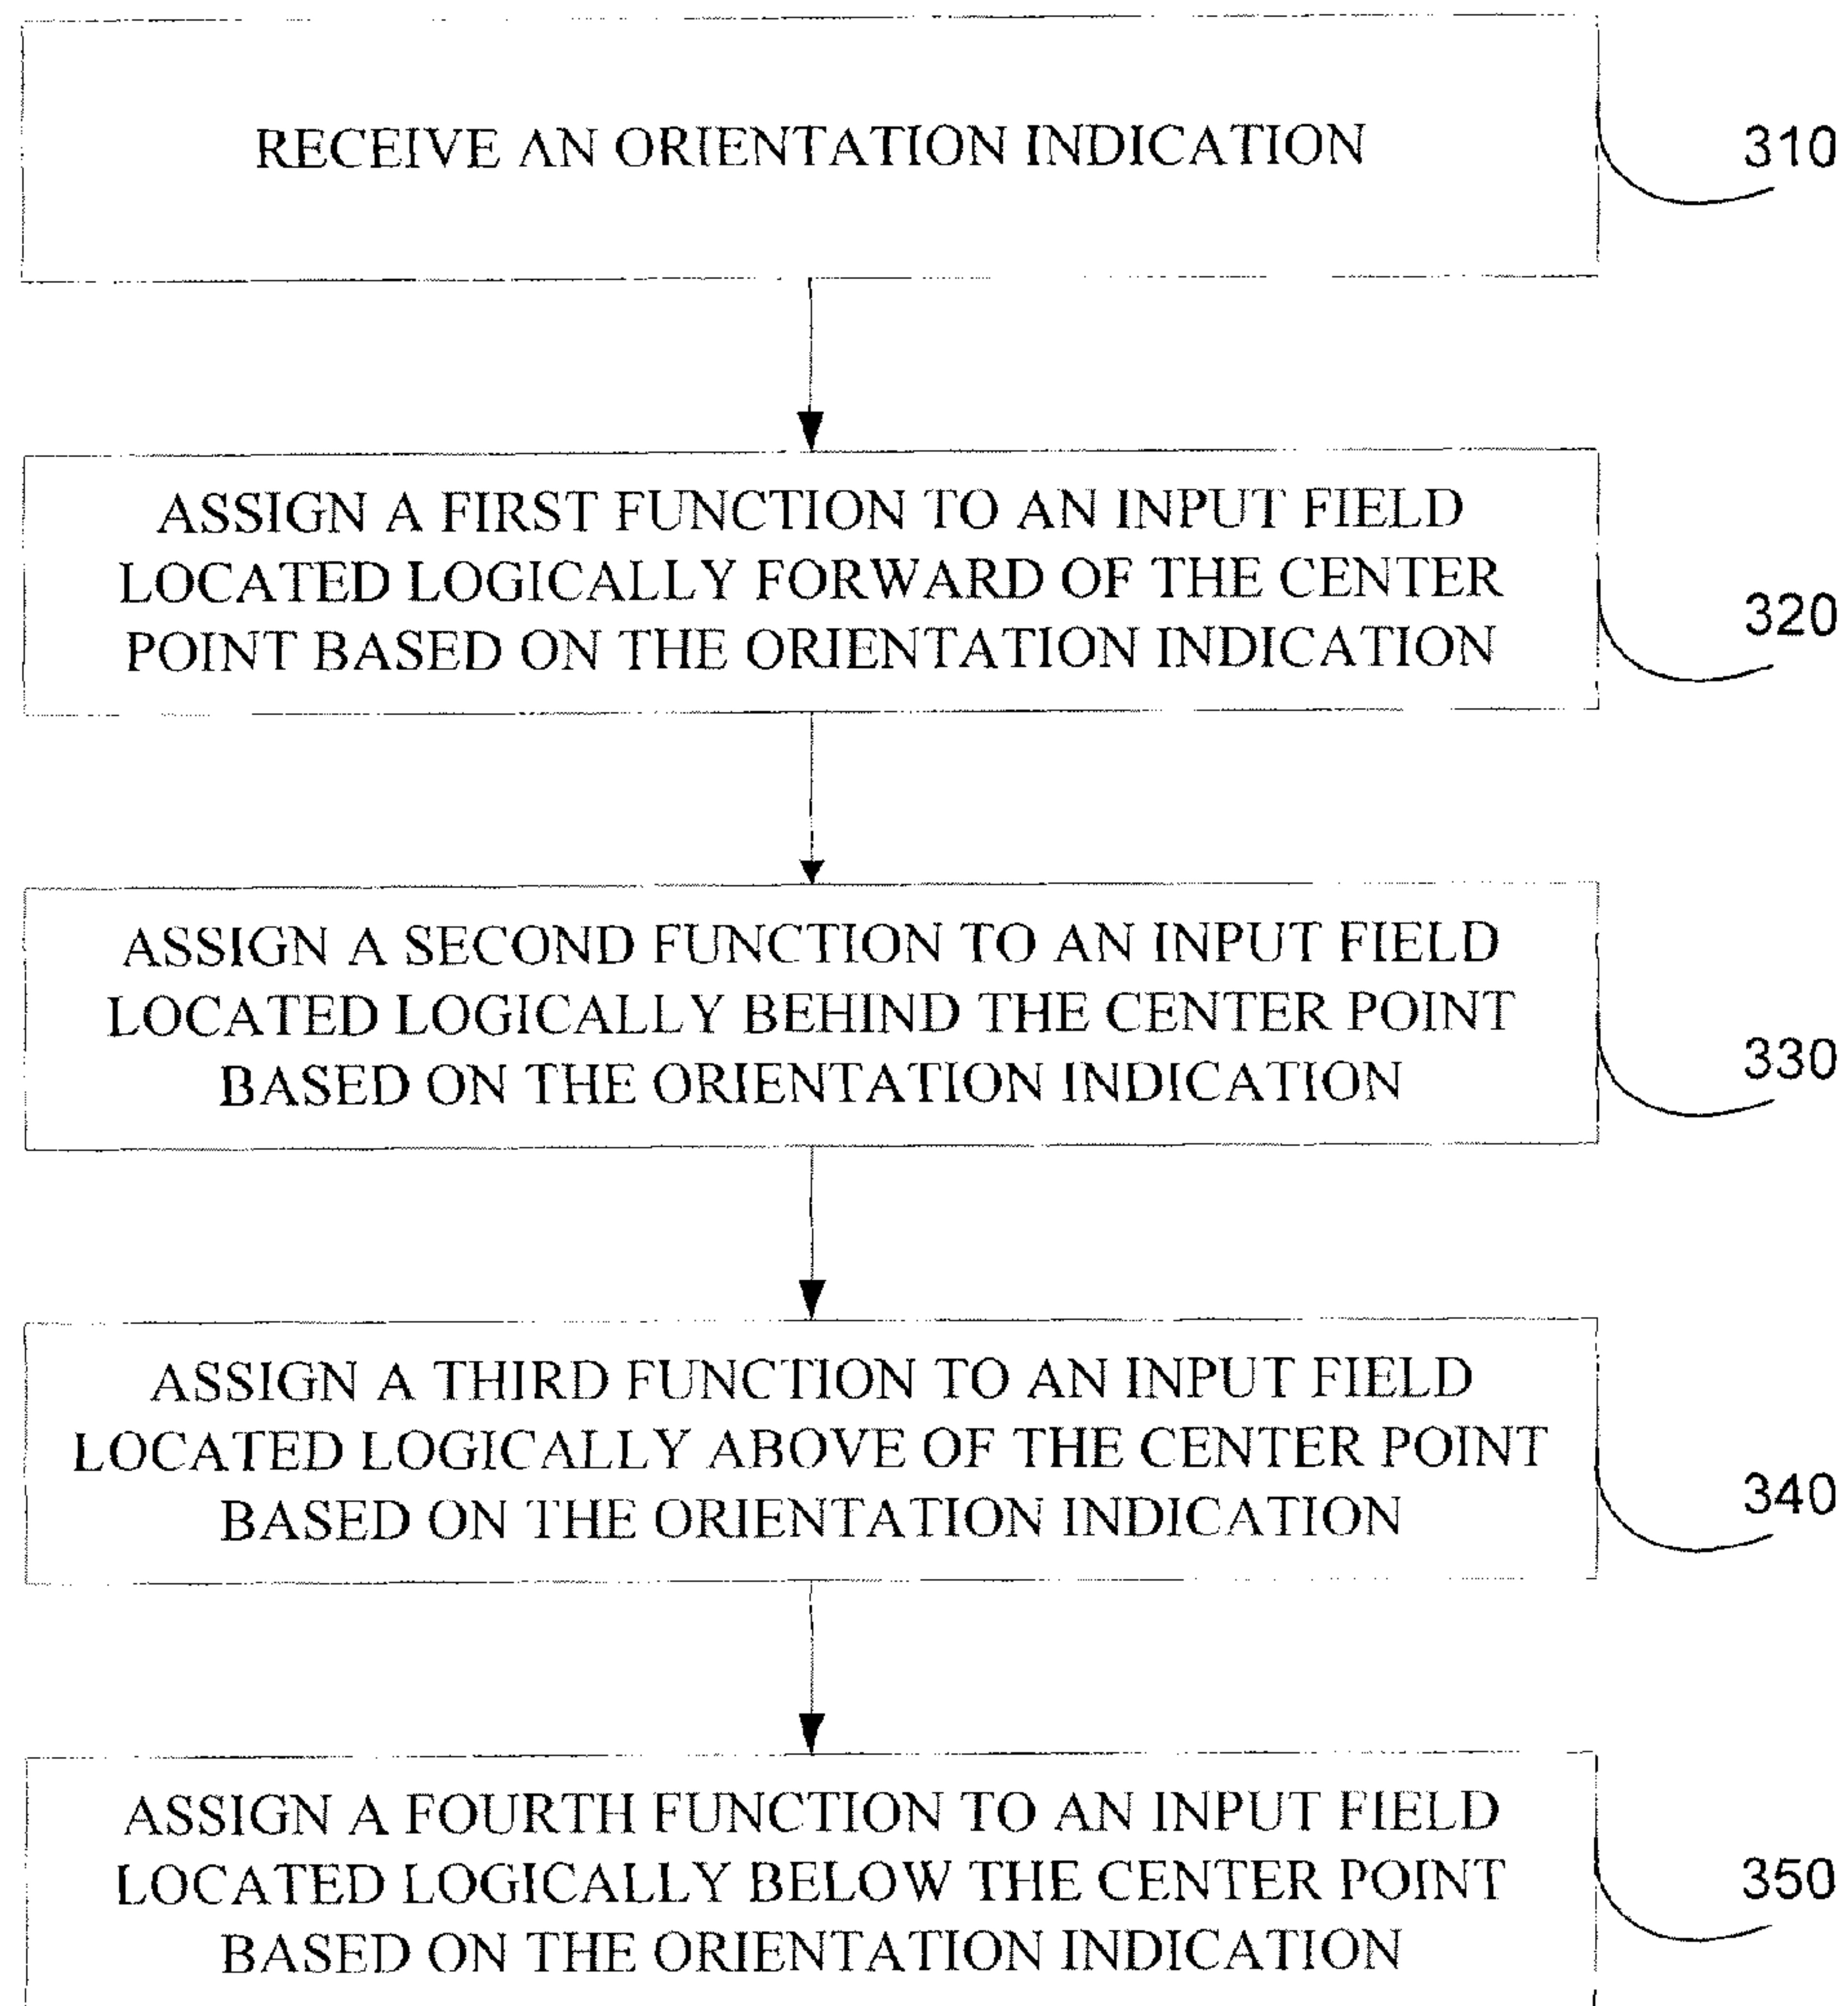 RECEIVE AN ORIENTATION INDICATION
310
ASSIGN A FIRST FUNCTION TO AN INPUT FIELD
LOCATED LOGICALLY FORWARD OF THE CENTER
POINT BASED ON THE ORIENTATION INDICATION
320
ASSIGN A SECOND FUNCTION TO AN INPUT FIELD
LOCATED LOGICALLY BEHIND THE CENTER POINT
BASED ON THE ORIENTATION INDICATION
330
ASSIGN A THIRD FUNCTION TO AN INPUT FIELD
LOCATED LOGICALLY ABOVE OF THE CENTER POINT
BASED ON THE ORIENTATION INDICATION
340
ASSIGN A FOURTH FUNCTION TO AN INPUT FIELD
LOCATED LOGICALLY BELOW THE CENTER POINT
BASED ON THE ORIENTATION INDICATION
350